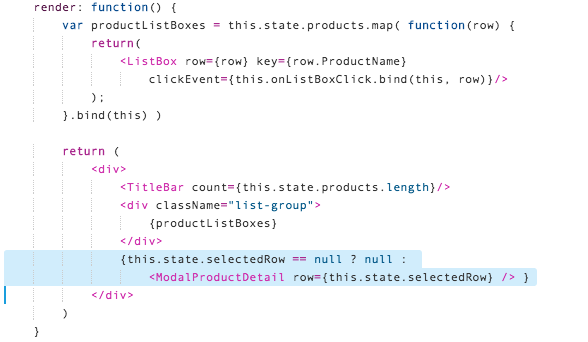 render: function() {
var productListBoxes = this.state.products.map( function(row) {
return(
<ListBox row={row} key={row.ProductName}
clickEvent={this.onListBoxClick.bind(this, row)}/>
);
}.bind(this) )
return (
<div>
<TitleBar count={this.state.products.length}/>
<div className="list-group">
{productListBoxes}
</div>
{this.state.selectedRow == null ? null :
<ModalProductDetail row={this.state.selectedRow} /> }
</div>
)
}